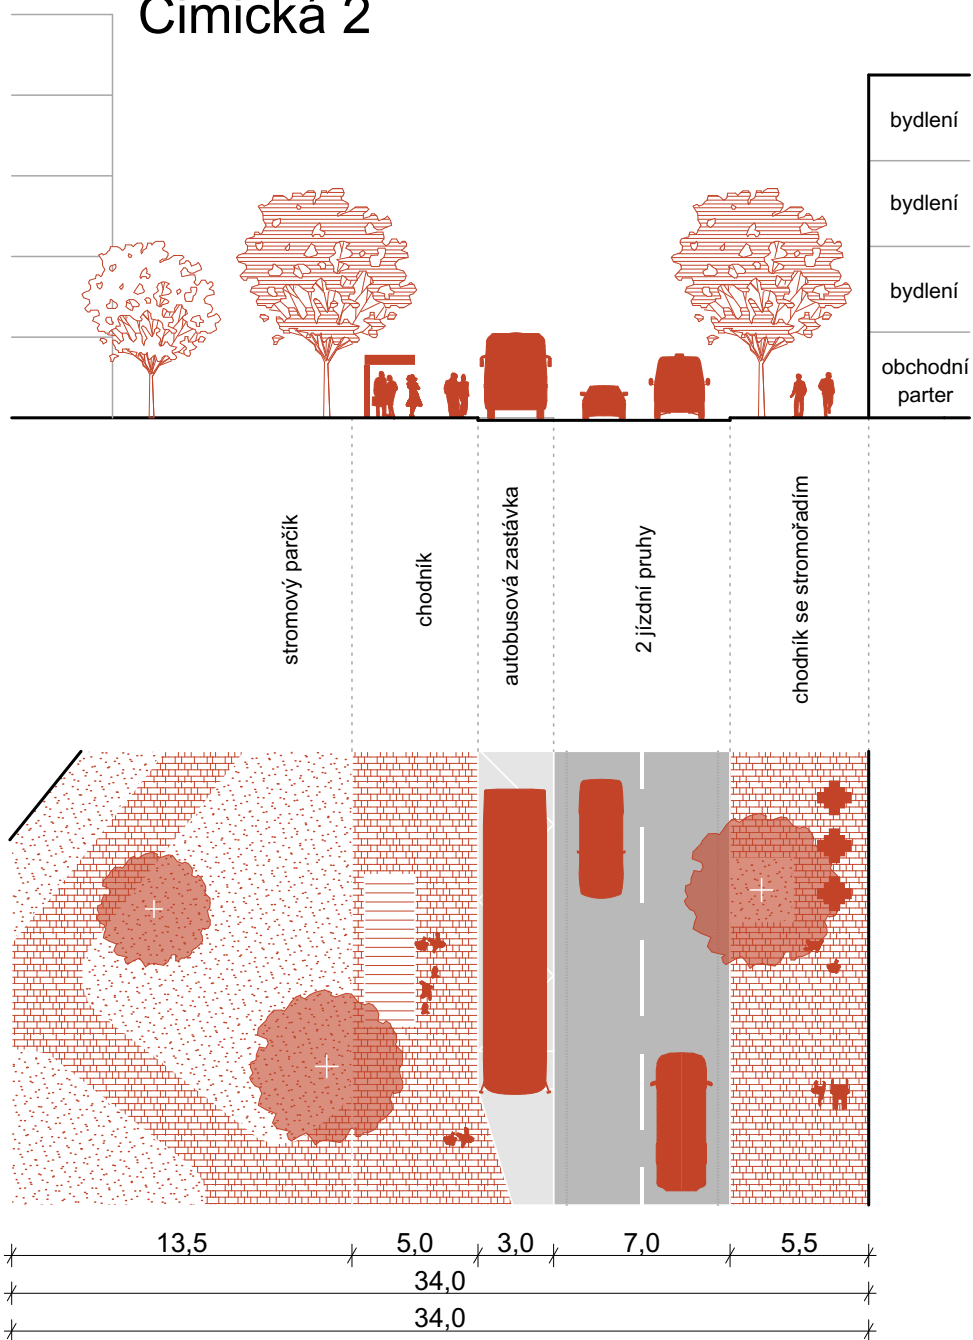 Čimická 2
bydlení
bydlení
bydlení
obchodní
parter
stromový parčík
chodník
autobusová zastávka
2 jízdní pruhy
chodník se stromořadím
13,5 5,0 3,0 7,0 5,5
34,0
34,0